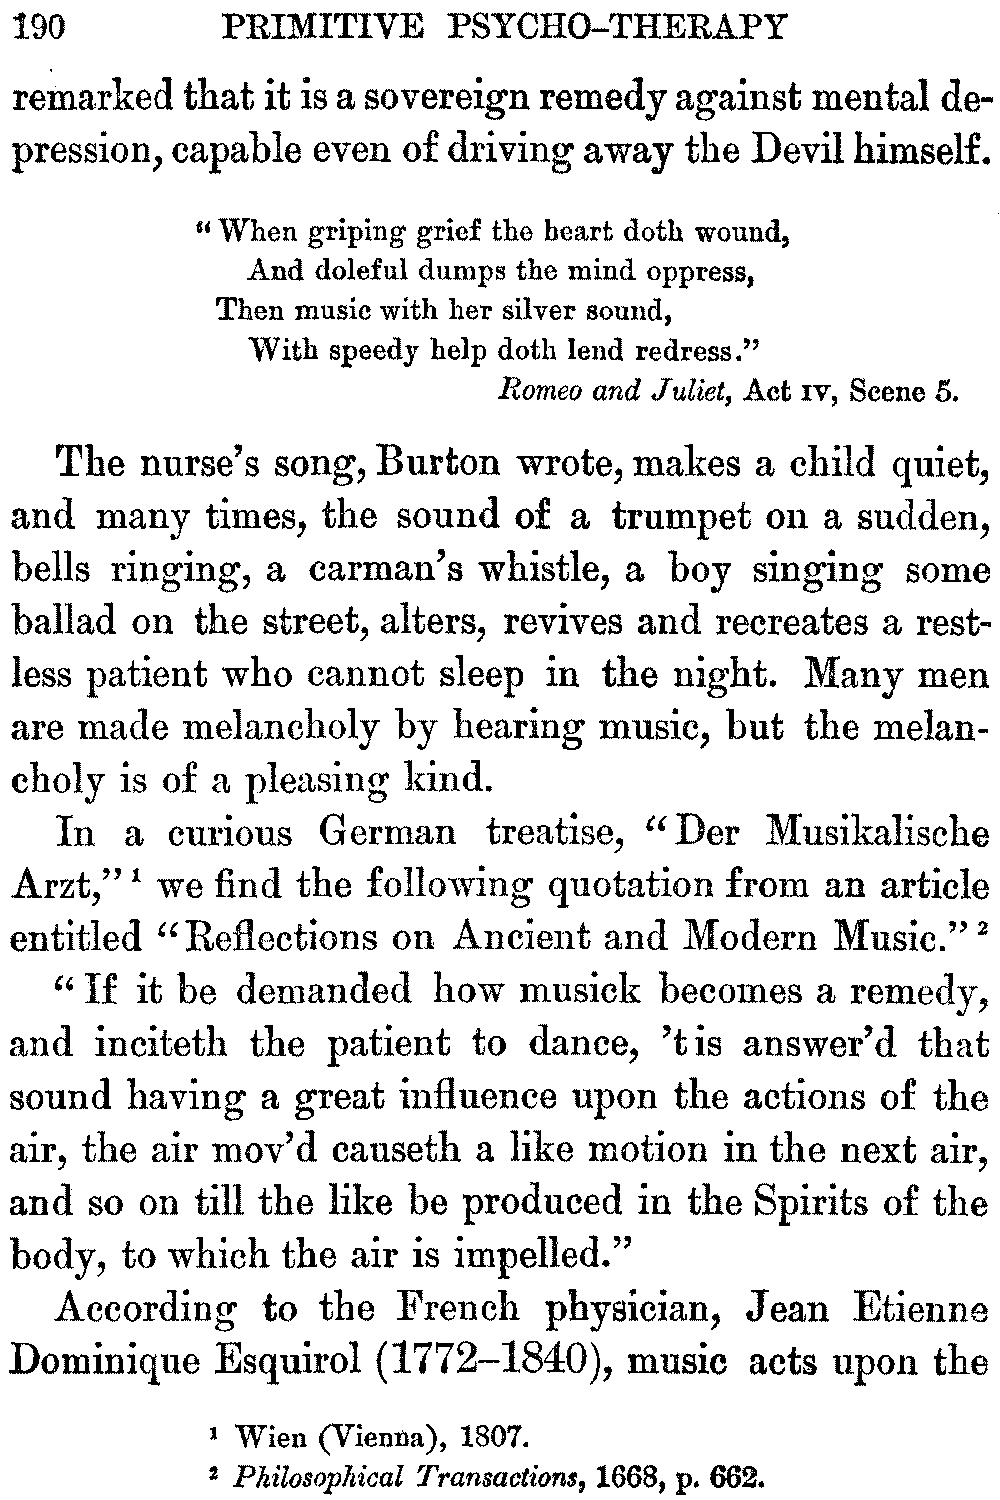 190 PRIMITIVE PSYCHO-THERAPY
remarked that it is a sovereign remedy against mental de-
pression, capable even of driving away the Devil himself.
“When griping grief the heart doth wound,
And doleful dumps the mind oppress,
Then music with her silver sound,
With speedy help doth lend redress.”
Romeo and Juliet, Act IV, Scene 5.
The nurse’s song, Burton wrote, makes a child quiet,
and many times, the sound of a trumpet on a sudden,
bells ringing, a carman’s whistle, a boy singing some
ballad on the street, alters, revives and recreates a rest-
less patient who cannot sleep in the night. Many men
are made melancholy by hearing music, but the melan-
choly is of a pleasing kind.
In a curious German treatise, “Der Musikalische
Arzt,”¹ we find the following quotation from an article
entitled “Reflections on Ancient and Modern Music.”²
“If it be demanded how musick becomes a remedy,
and inciteth the patient to dance, ’tis answer’d that
sound having a great influence upon the actions of the
air, the air mov’d causeth a like motion in the next air,
and so on till the like be produced in the Spirits of the
body, to which the air is impelled.”
According to the French physician, Jean Etienne
Dominique Esquirol (1772–1840), music acts upon the
¹ Wien (Vienna), 1807.
² Philosophical Transactions, 1668, p. 662.